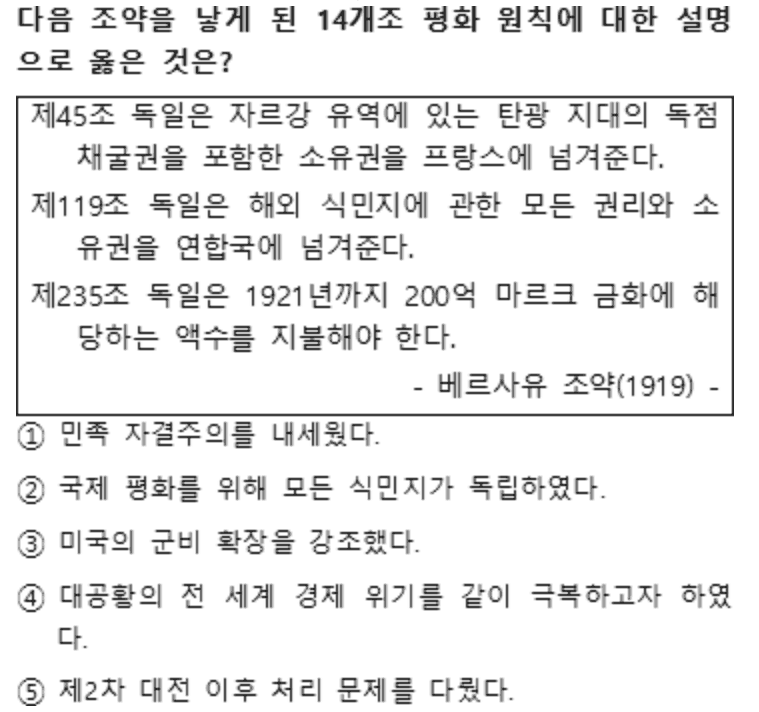 다음 조약을 낳게 된 14개조 평화 원칙에 대한 설명
으로 옳은 것은?
제45조 독일은 자르강 유역에 있는 탄광 지대의 독점
채굴권을 포함한 소유권을 프랑스에 넘겨준다.
제119조 독일은 해외 식민지에 관한 모든 권리와 소
유권을 연합국에 넘겨준다.
제235조 독일은 1921년까지 200억 마르크 금화에 해
당하는 액수를 지불해야 한다.
- 베르사유 조약(1919) -
① 민족 자결주의를 내세웠다.
② 국제 평화를 위해 모든 식민지가 독립하였다.
③ 미국의 군비 확장을 강조했다.
④ 대공황의 전 세계 경제 위기를 같이 극복하고자 하였
다.
⑤ 제2차 대전 이후 처리 문제를 다뤘다.